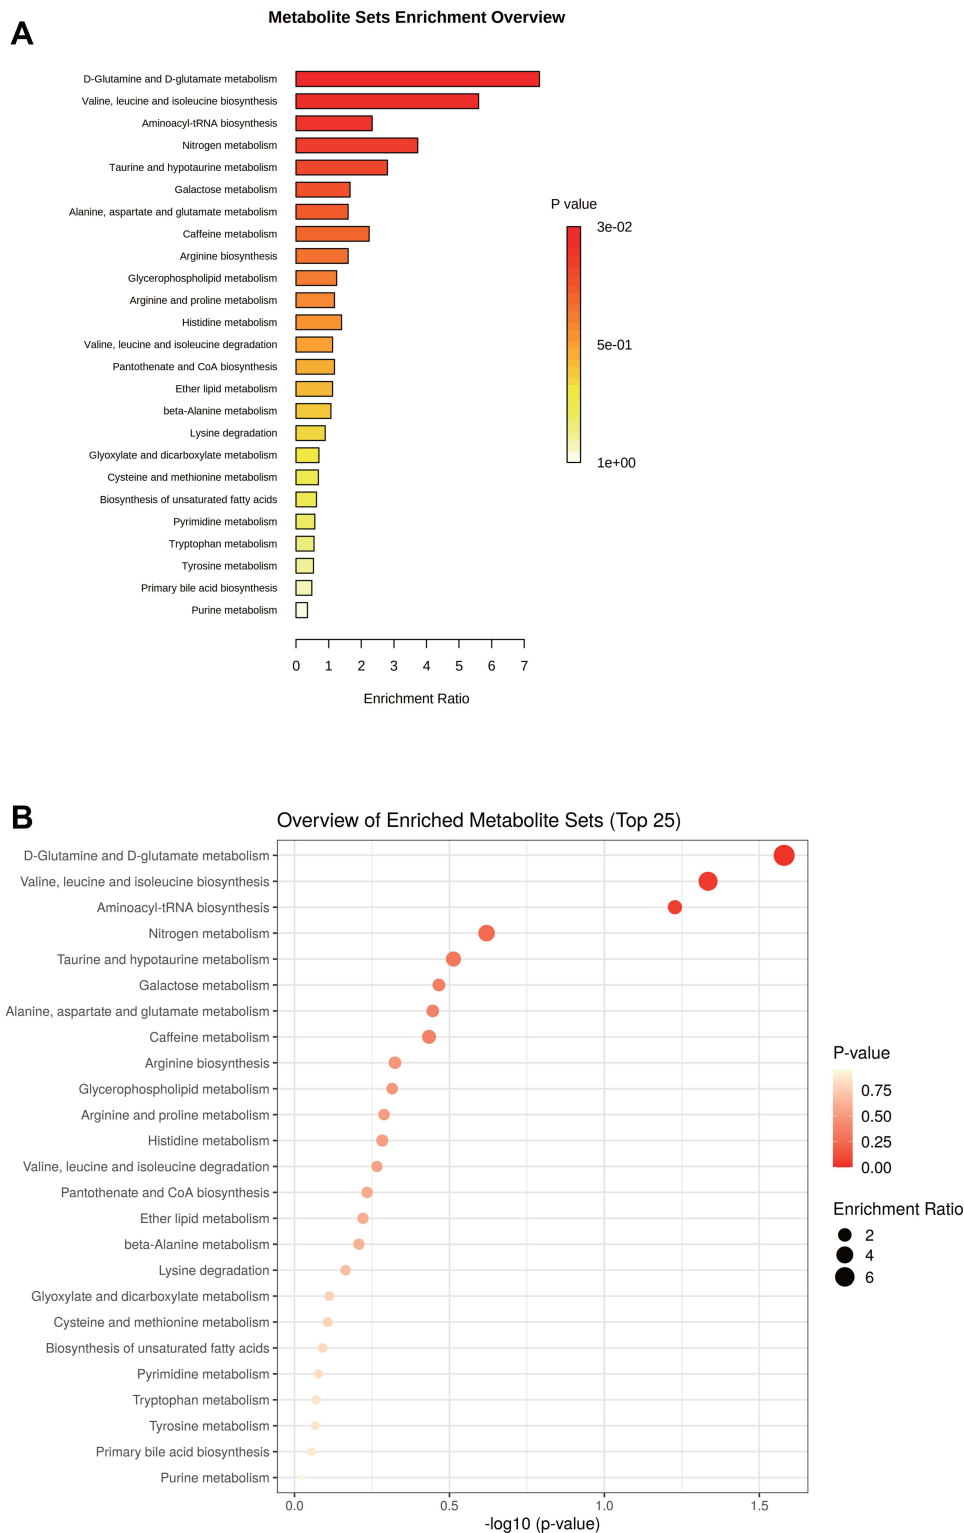 A
Metabolite Sets Enrichment Overview
D-Glutamine and D-glutamate metabolism
Valine, leucine and isoleucine biosynthesis
Aminoacyl-tRNA biosynthesis
Nitrogen metabolism
Taurine and hypotaurine metabolism
Galactose metabolism
Alanine, aspartate and glutamate metabolism
Caffeine metabolism
Arginine biosynthesis
Glycerophospholipid metabolism
Arginine and proline metabolism
Histidine metabolism
Valine, leucine and isoleucine degradation
Pantothenate and CoA biosynthesis
Ether lipid metabolism
beta-Alanine metabolism
Lysine degradation
Glyoxylate and dicarboxylate metabolism
Cysteine and methionine metabolism
Biosynthesis of unsaturated fatty acids
Pyrimidine metabolism
Tryptophan metabolism
Tyrosine metabolism
Primary bile acid biosynthesis
Purine metabolism
0 1 2 3 4 5 6 7
Enrichment Ratio
P value
3e-02
5e-01
1e+00
B
Overview of Enriched Metabolite Sets (Top 25)
D-Glutamine and D-glutamate metabolism
Valine, leucine and isoleucine biosynthesis
Aminoacyl-tRNA biosynthesis
Nitrogen metabolism
Taurine and hypotaurine metabolism
Galactose metabolism
Alanine, aspartate and glutamate metabolism
Caffeine metabolism
Arginine biosynthesis
Glycerophospholipid metabolism
Arginine and proline metabolism
Histidine metabolism
Valine, leucine and isoleucine degradation
Pantothenate and CoA biosynthesis
Ether lipid metabolism
beta-Alanine metabolism
Lysine degradation
Glyoxylate and dicarboxylate metabolism
Cysteine and methionine metabolism
Biosynthesis of unsaturated fatty acids
Pyrimidine metabolism
Tryptophan metabolism
Tyrosine metabolism
Primary bile acid biosynthesis
Purine metabolism
0.0 0.5 1.0 1.5
-log10 (p-value)
P-value
0.75
0.50
0.25
0.00
Enrichment Ratio
2
4
6